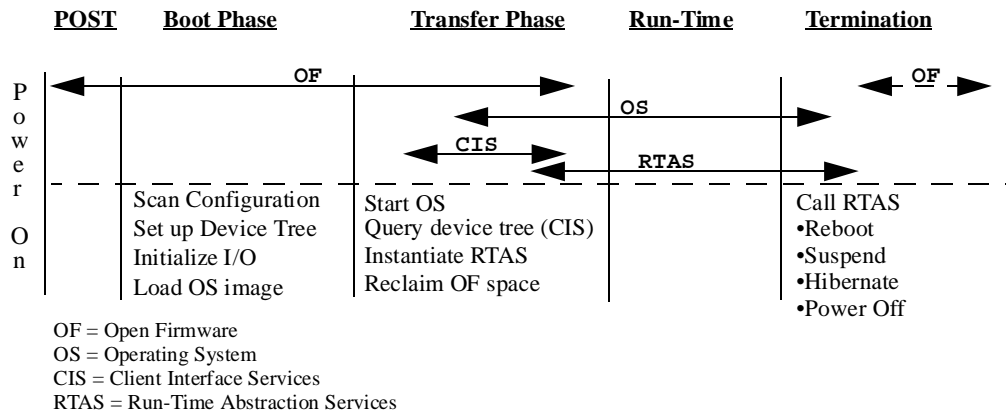 POST Boot Phase Transfer Phase Run-Time Termination
Power On
OF OF
OS
CIS
RTAS
Scan Configuration
Set up Device Tree
Initialize I/O
Load OS image
Start OS
Query device tree (CIS)
Instantiate RTAS
Reclaim OF space
Call RTAS
•Reboot
•Suspend
•Hibernate
•Power Off
OF = Open Firmware
OS = Operating System
CIS = Client Interface Services
RTAS = Run-Time Abstraction Services